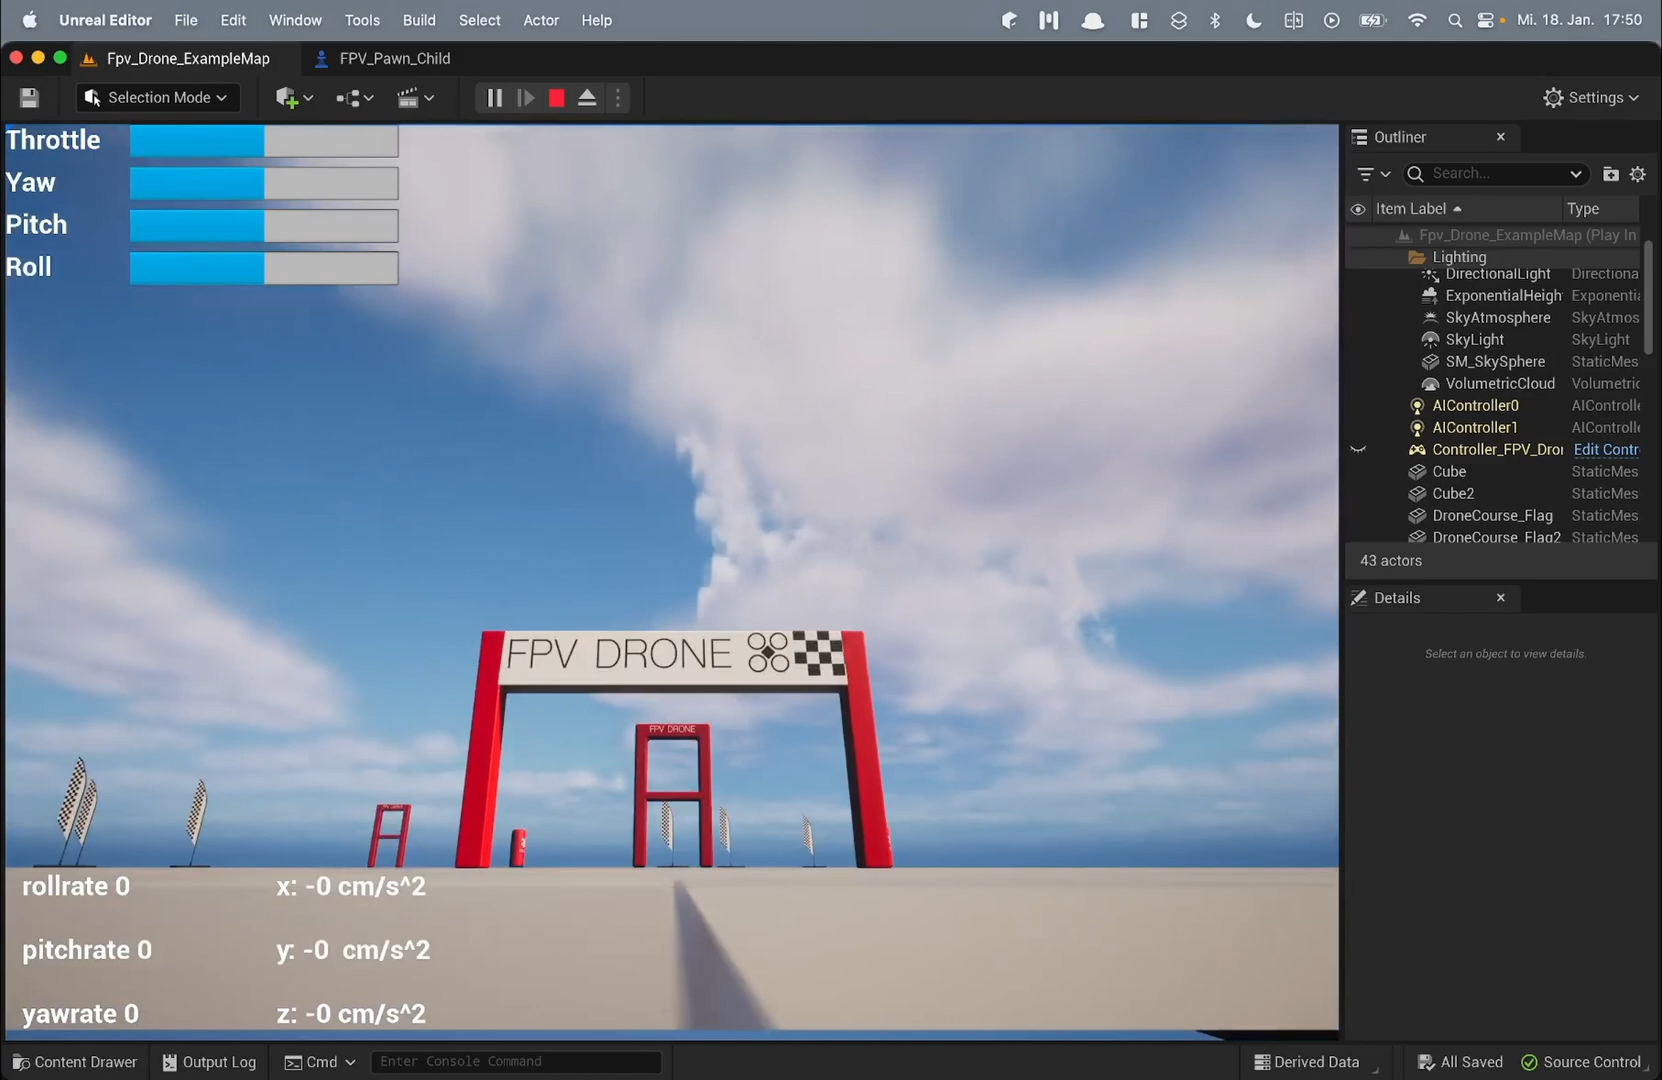 Unreal Editor File Edit Window Tools Build Select Actor Help Mi. 18. Jan. 17:50
Fpv_Drone_ExampleMap FPV_Pawn_Child
Selection Mode Settings
Throttle
Yaw
Pitch
Roll
Outliner
Search...
Item Label Type
Fpv_Drone_ExampleMap (Play In
Lighting
DirectionalLight Directiona
ExponentialHeigh Exponentia
SkyAtmosphere SkyAtmos
SkyLight SkyLight
SM_SkySphere StaticMes
VolumetricCloud Volumetric
AIController0 AIControlle
AIController1 AIControlle
Controller_FPV_Dron Edit Contr
Cube StaticMes
Cube2 StaticMes
DroneCourse_Flag StaticMes
DroneCourse_Flag2 StaticMes
43 actors
Details
Select an object to view details.
FPV DRONE
FPV DRONE
rollrate 0 x: -0 cm/s^2
pitchrate 0 y: -0 cm/s^2
yawrate 0 z: -0 cm/s^2
Content Drawer Output Log Cmd Enter Console Command Derived Data All Saved Source Control